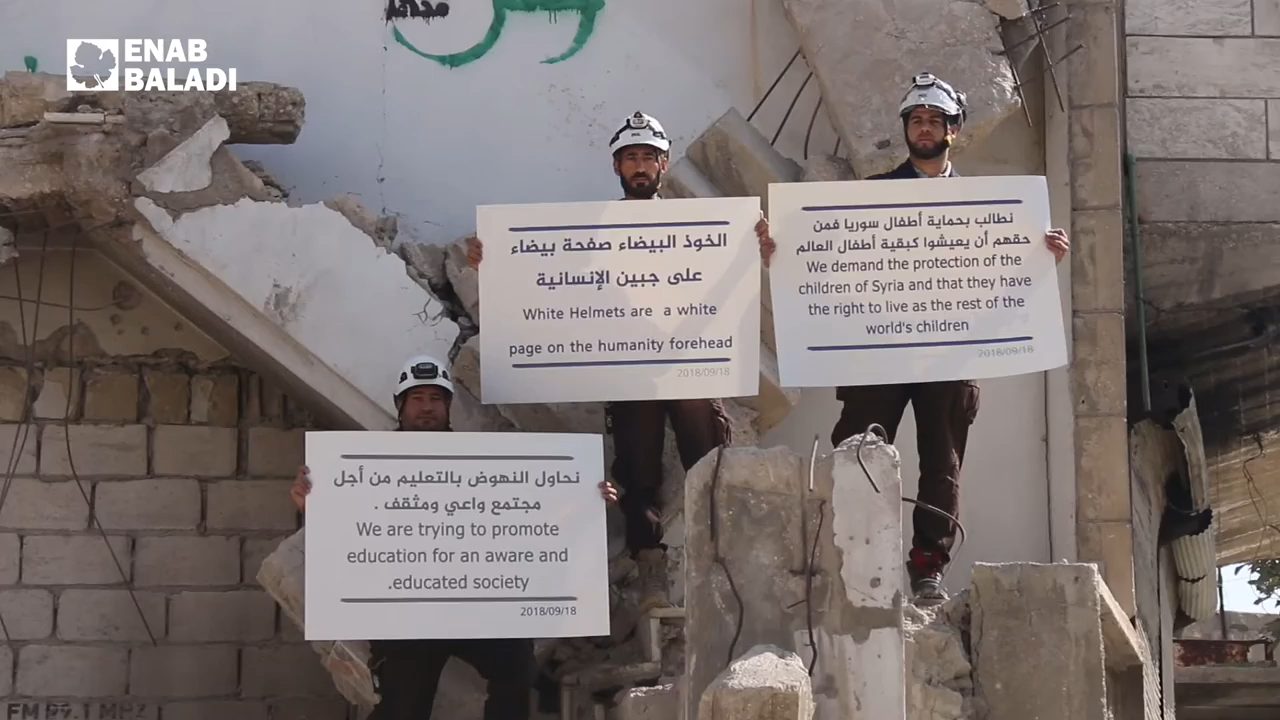 ENAB
BALADI
الخوذ البيضاء صفحة بيضاء
على جبين الإنسانية
White Helmets are a white
page on the humanity forehead
2018/09/18
نطالب بحماية أطفال سوريا فمن
حقهم أن يعيشوا كبقية أطفال العالم
We demand the protection of the
children of Syria and that they have
the right to live as the rest of the
world's children
2018/09/18
نحاول النهوض بالتعليم من أجل
مجتمع واعي ومثقف .
We are trying to promote
education for an aware and
.educated society
2018/09/18
FM 99.1 MHZ